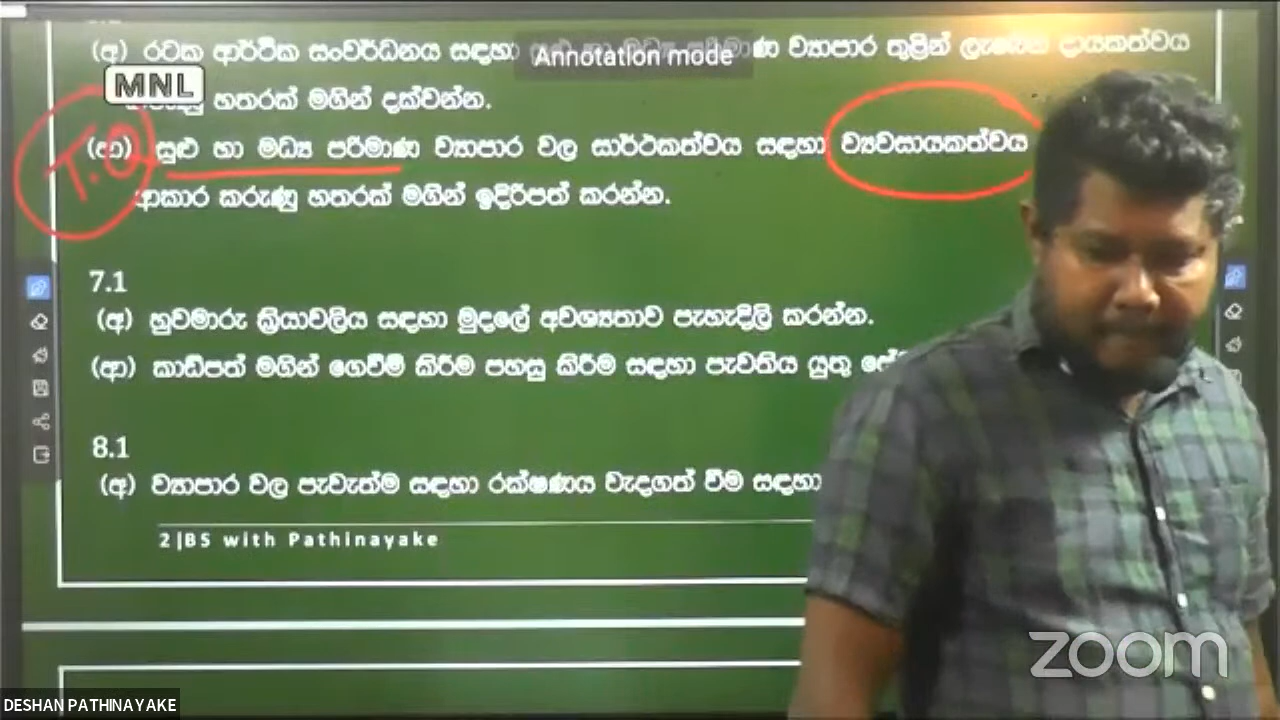 (අ) රටක ආර්ථික සංවර්ධනය සඳහා ව්‍යාපාර තුළින් ලැබෙන දායකත්වය
Annotation mode
MNL
හතරක් මගින් දක්වන්න.
T.Q
(ආ) සුළු හා මධ්‍ය පරිමාණ ව්‍යාපාර වල සාර්ථකත්වය සඳහා ව්‍යවසායකත්වය
ආකාර කරුණු හතරක් මගින් ඉදිරිපත් කරන්න.
7.1
(අ) හුවමාරු ක්‍රියාවලිය සඳහා මුදලේ අවශ්‍යතාව පැහැදිලි කරන්න.
(ආ) කාඩ්පත් මගින් ගෙවීම් කිරීම පහසු කිරීම සඳහා පැවතිය යුතු
8.1
(අ) ව්‍යාපාර වල පැවැත්ම සඳහා රක්ෂණය වැදගත් වීම සඳහා
2|BS with Pathinayake
zoom
DESHAN PATHINAYAKE